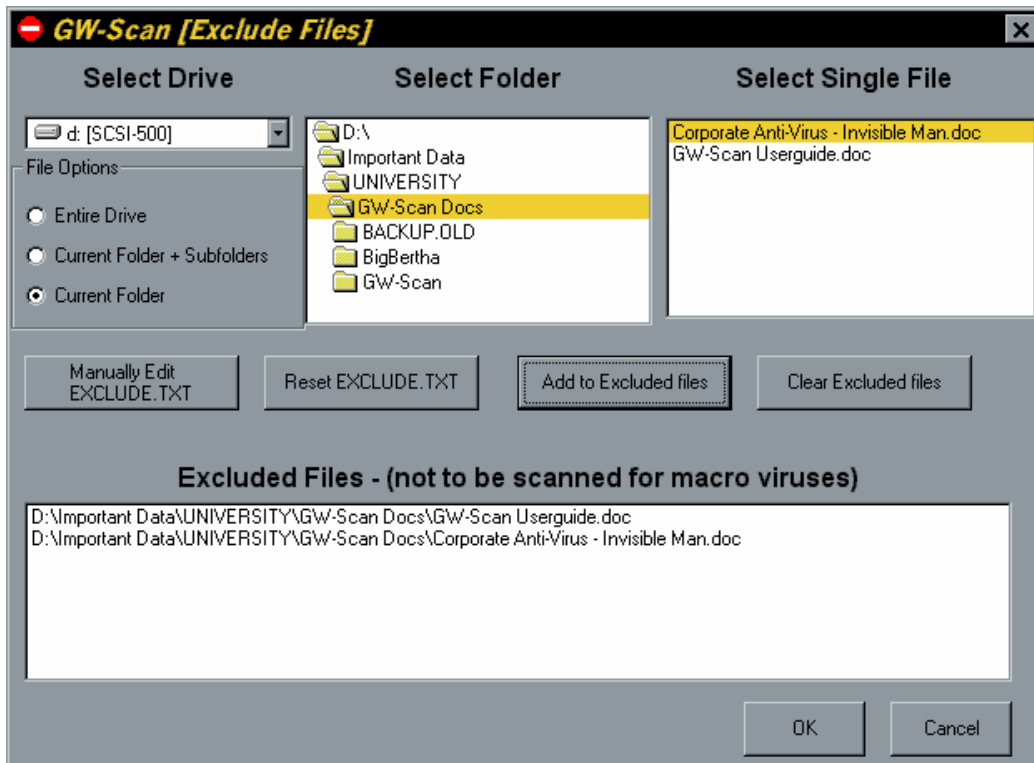 GW-Scan [Exclude Files]
Select Drive
Select Folder
Select Single File
d: [SCSI-500]
File Options
Entire Drive
Current Folder + Subfolders
Current Folder
D:\
Important Data
UNIVERSITY
GW-Scan Docs
BACKUP.OLD
BigBertha
GW-Scan
Corporate Anti-Virus - Invisible Man.doc
GW-Scan Userguide.doc
Manually Edit
EXCLUDE.TXT
Reset EXCLUDE.TXT
Add to Excluded files
Clear Excluded files
Excluded Files - (not to be scanned for macro viruses)
D:\Important Data\UNIVERSITY\GW-Scan Docs\GW-Scan Userguide.doc
D:\Important Data\UNIVERSITY\GW-Scan Docs\Corporate Anti-Virus - Invisible Man.doc
OK
Cancel